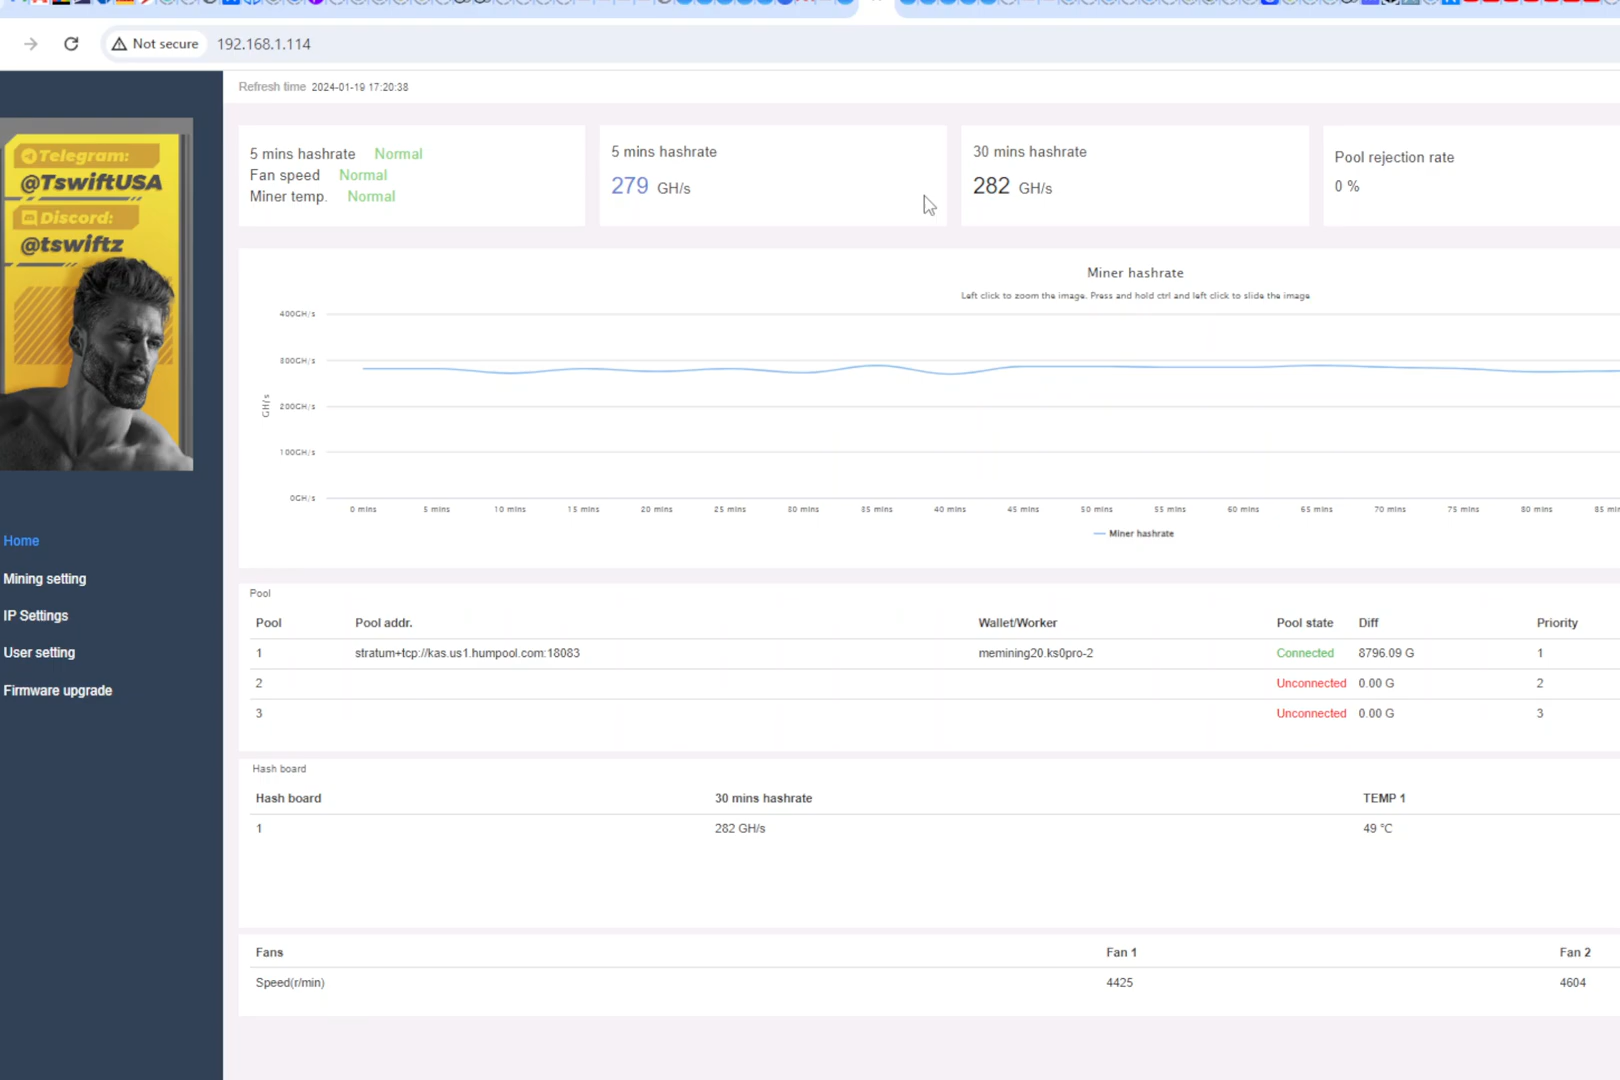 Not secure 192.168.1.114
Refresh time 2024-01-19 17:20:38
Telegram:
@TswiftUSA
Discord:
@tswiftz
Home
Mining setting
IP Settings
User setting
Firmware upgrade
5 mins hashrate Normal
Fan speed Normal
Miner temp. Normal
5 mins hashrate
279 GH/s
30 mins hashrate
282 GH/s
Pool rejection rate
0 %
Miner hashrate
Left click to zoom the image. Press and hold ctrl and left click to slide the image
GH/s
400GH/s
300GH/s
200GH/s
100GH/s
0GH/s
0 mins 5 mins 10 mins 15 mins 20 mins 25 mins 30 mins 35 mins 40 mins 45 mins 50 mins 55 mins 60 mins 65 mins 70 mins 75 mins 80 mins 85
Miner hashrate
Pool
Pool Pool addr. Wallet/Worker Pool state Diff Priority
1 stratum+tcp://kas.us1.humpool.com:18083 memining20.ks0pro-2 Connected 8796.09 G 1
2 Unconnected 0.00 G 2
3 Unconnected 0.00 G 3
Hash board
Hash board 30 mins hashrate TEMP 1
1 282 GH/s 49 °C
Fans Fan 1 Fan 2
Speed(r/min) 4425 4604